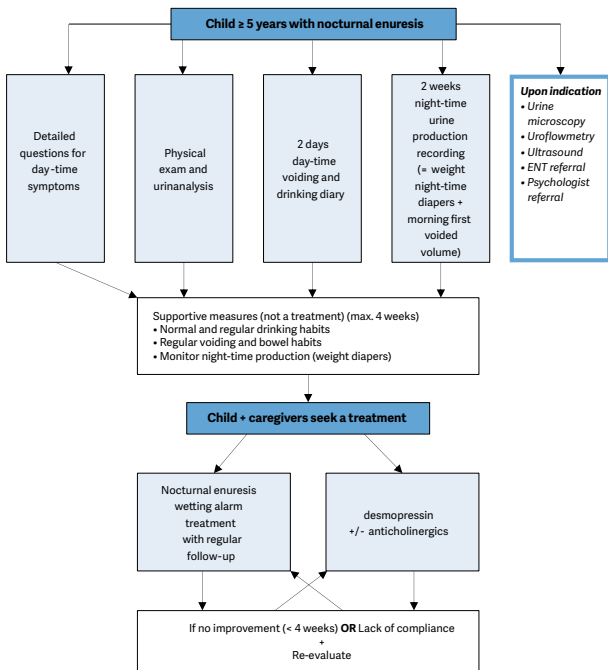 Child ≥ 5 years with nocturnal enuresis
Detailed
questions for
day-time
symptoms
Physical
exam and
urinanalysis
2 days
day-time
voiding and
drinking diary
2 weeks
night-time
urine
production
recording
(= weight
night-time
diapers +
morning first
voided
volume)
Upon indication
• Urine
microscopy
• Uroflowmetry
• Ultrasound
• ENT referral
• Psychologist
referral
Supportive measures (not a treatment) (max. 4 weeks)
• Normal and regular drinking habits
• Regular voiding and bowel habits
• Monitor night-time production (weight diapers)
Child + caregivers seek a treatment
Nocturnal enuresis
wetting alarm
treatment
with regular
follow-up
desmopressin
+/- anticholinergics
If no improvement (< 4 weeks) OR Lack of compliance
+
Re-evaluate